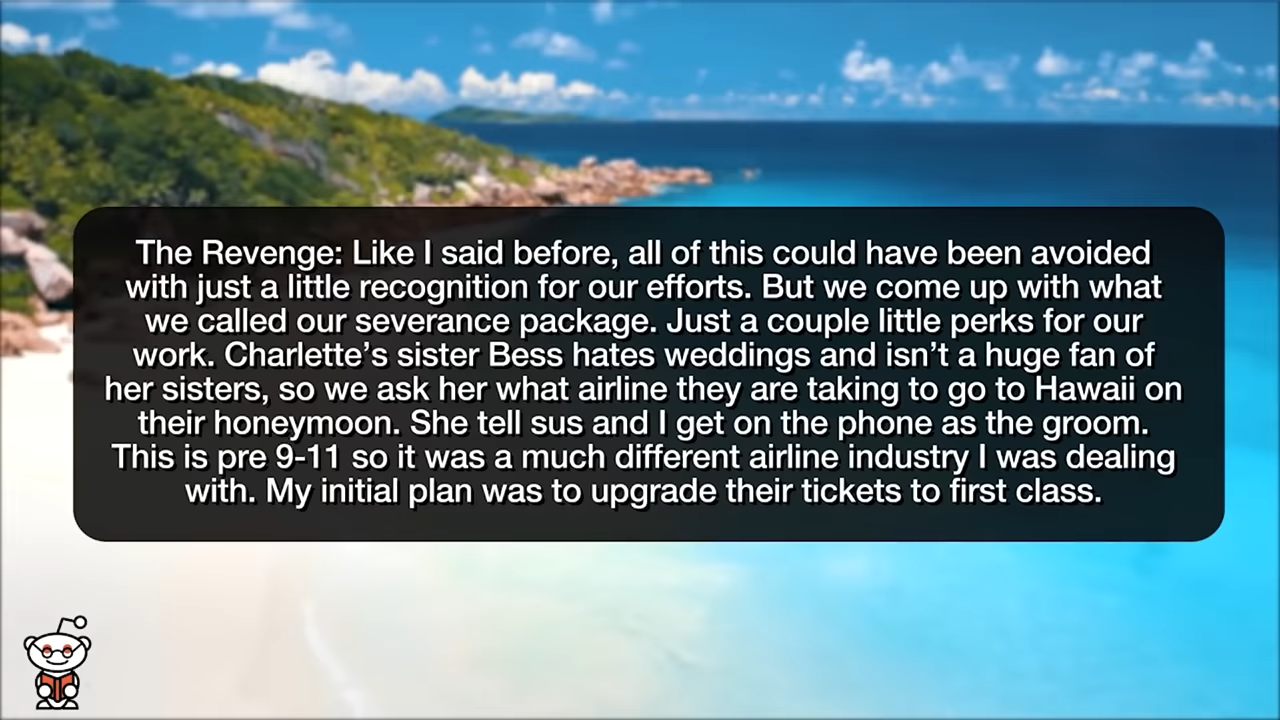 The Revenge: Like I said before, all of this could have been avoided
with just a little recognition for our efforts. But we come up with what
we called our severance package. Just a couple little perks for our
work. Charlette’s sister Bess hates weddings and isn’t a huge fan of
her sisters, so we ask her what airline they are taking to go to Hawaii on
their honeymoon. She tell sus and I get on the phone as the groom.
This is pre 9-11 so it was a much different airline industry I was dealing
with. My initial plan was to upgrade their tickets to first class.